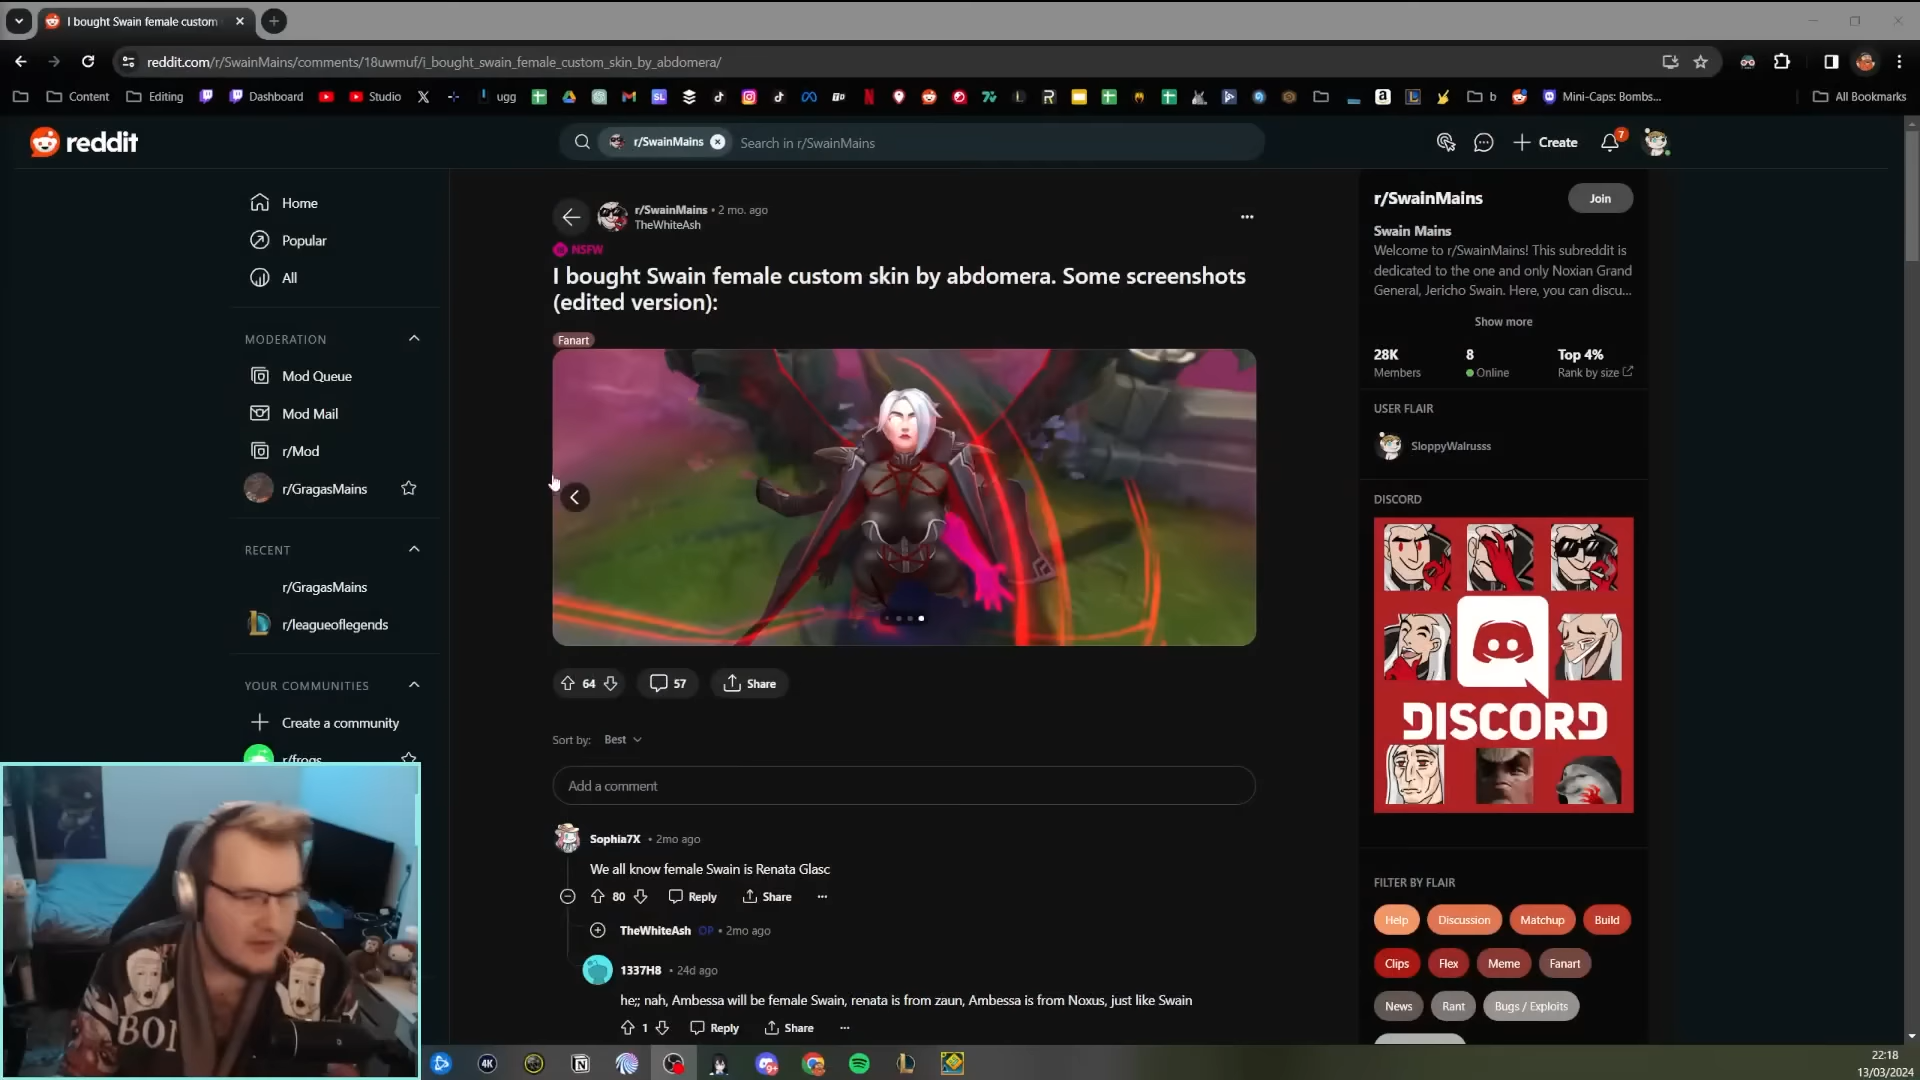 I bought Swain female custom
reddit.com/r/SwainMains/comments/18uwmuf/i_bought_swain_female_custom_skin_by_abdomera/
Content
Editing
Dashboard
Studio
ugg
b
Mini-Caps: Bombs...
All Bookmarks
reddit
r/SwainMains
Search in r/SwainMains
Create
7
Home
Popular
All
MODERATION
Mod Queue
Mod Mail
r/Mod
r/GragasMains
RECENT
r/GragasMains
r/leagueoflegends
YOUR COMMUNITIES
Create a community
r/frogs
r/SwainMains • 2 mo. ago
TheWhiteAsh
NSFW
I bought Swain female custom skin by abdomera. Some screenshots
(edited version):
Fanart
64
57
Share
Sort by: Best
Add a comment
Sophia7X • 2mo ago
We all know female Swain is Renata Glasc
80 Reply Share
TheWhiteAsh OP • 2mo ago
1337H8 • 24d ago
he;; nah, Ambessa will be female Swain, renata is from zaun, Ambessa is from Noxus, just like Swain
1 Reply Share
r/SwainMains
Join
Swain Mains
Welcome to r/SwainMains! This subreddit is
dedicated to the one and only Noxian Grand
General, Jericho Swain. Here, you can discu...
Show more
28K 8 Top 4%
Members Online Rank by size
USER FLAIR
SloppyWalrusss
DISCORD
DISCORD
FILTER BY FLAIR
Help Discussion Matchup Build
Clips Flex Meme Fanart
News Rant Bugs / Exploits
4K
9+
22:18
13/03/2024